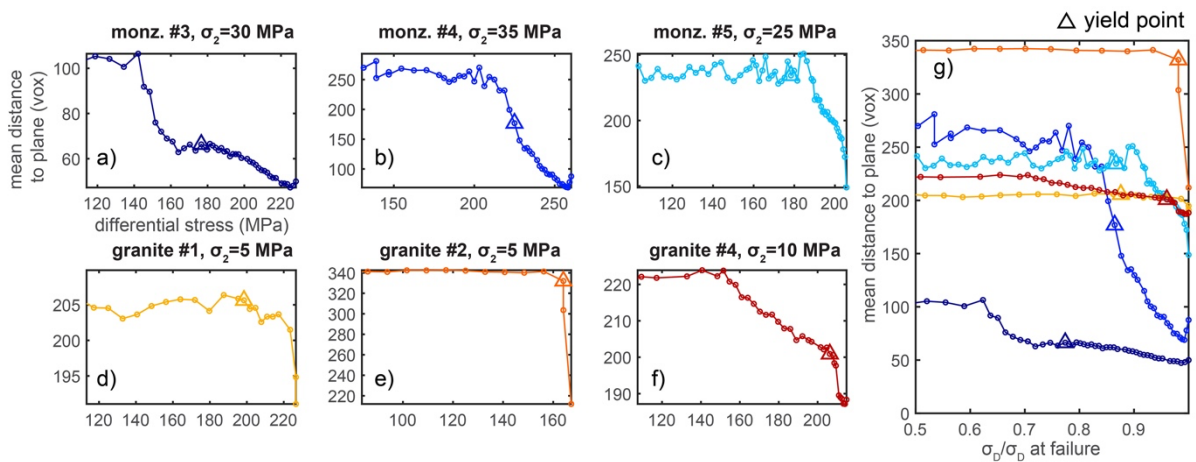 △ yield point
monz. #3, σ₂=30 MPa
monz. #4, σ₂=35 MPa
monz. #5, σ₂=25 MPa
mean distance
to plane (vox)
100
80
60
a)
120 140 160 180 200 220
differential stress (MPa)
250
200
150
100
b)
150 200 250
250
200
150
c)
120 140 160 180 200
granite #1, σ₂=5 MPa
granite #2, σ₂=5 MPa
granite #4, σ₂=10 MPa
205
201
195
191
d)
120 140 160 180 200 220
340
320
300
280
260
240
220
e)
100 120 140 160
220
210
200
190
f)
120 140 160 180 200
g)
mean distance to plane (vox)
350
300
250
200
150
100
50
0
0.5 0.6 0.7 0.8 0.9
σ_D/σ_D at failure